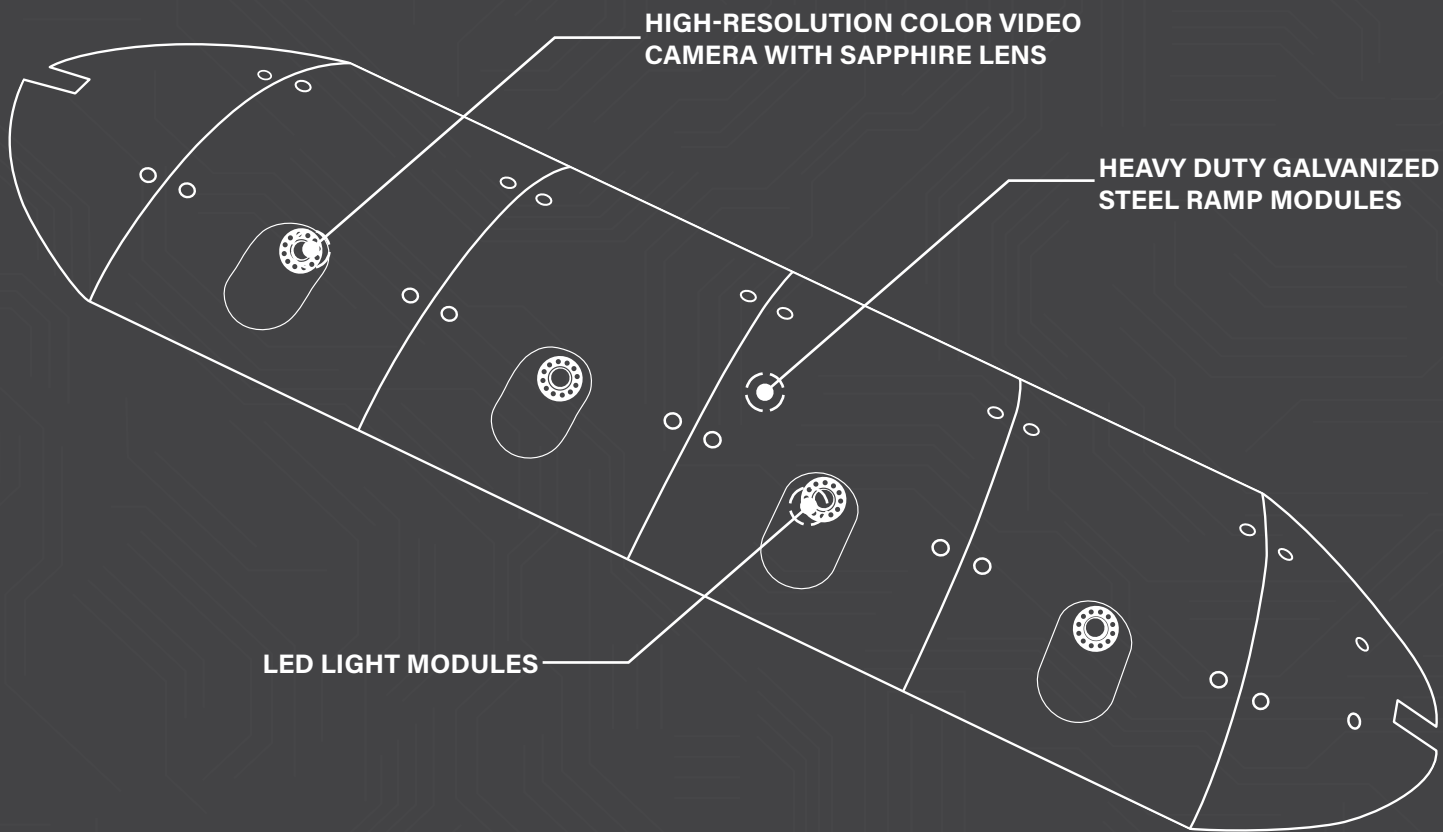 HIGH-RESOLUTION COLOR VIDEO
CAMERA WITH SAPPHIRE LENS
HEAVY DUTY GALVANIZED
STEEL RAMP MODULES
LED LIGHT MODULES